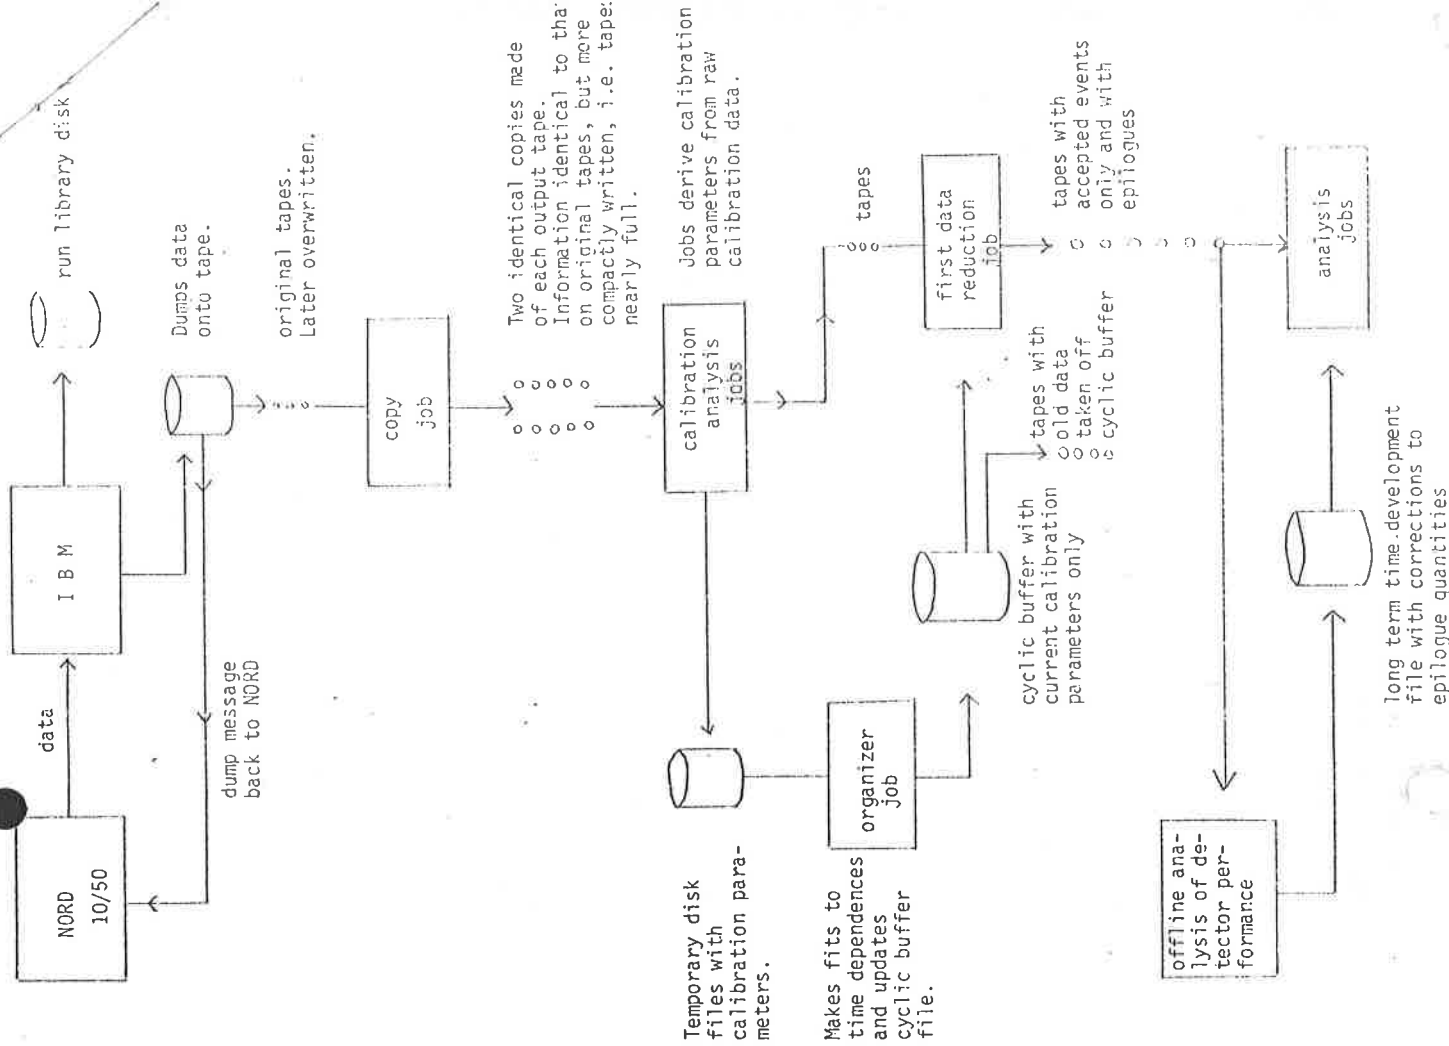 NORD
10/50
data
I B M
run library disk
dump message
back to NORD
Dumps data
onto tape.
original tapes.
Later overwritten.
copy
job
Two identical copies made
of each output tape.
Information identical to tha
on original tapes, but more
compactly written, i.e. tape
nearly full.
calibration
analysis
jobs
Jobs derive calibration
parameters from raw
calibration data.
Temporary disk
files with
calibration para-
meters.
organizer
job
Makes fits to
time dependences
and updates
cyclic buffer
file.
cyclic buffer with
current calibration
parameters only
tapes with
old data
taken off
cyclic buffer
tapes
first data
reduction
job
tapes with
accepted events
only and with
epilogues
offline ana-
lysis of de-
tector per-
formance
long term time.development
file with corrections to
epilogue quantities
analysis
jobs